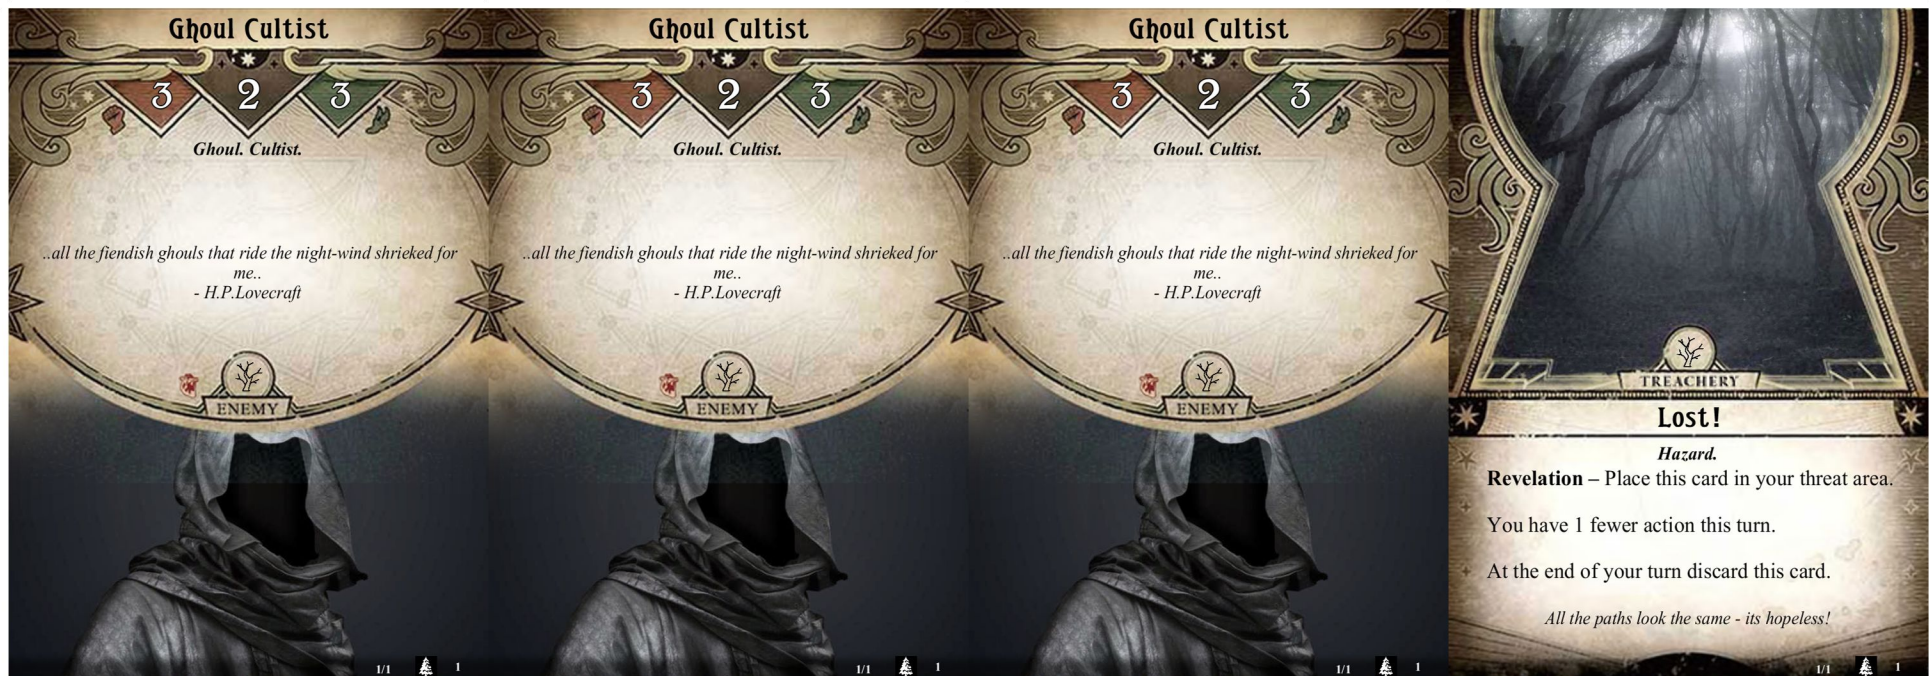 Ghoul Cultist
3 2 3
Ghoul. Cultist.
..all the fiendish ghouls that ride the night-wind shrieked for
me..
- H.P.Lovecraft
ENEMY
1/1 1
Ghoul Cultist
3 2 3
Ghoul. Cultist.
..all the fiendish ghouls that ride the night-wind shrieked for
me..
- H.P.Lovecraft
ENEMY
1/1 1
Ghoul Cultist
3 2 3
Ghoul. Cultist.
..all the fiendish ghouls that ride the night-wind shrieked for
me..
- H.P.Lovecraft
ENEMY
1/1 1
TREACHERY
Lost!
Hazard.
Revelation – Place this card in your threat area.
You have 1 fewer action this turn.
At the end of your turn discard this card.
All the paths look the same - its hopeless!
1/1 1